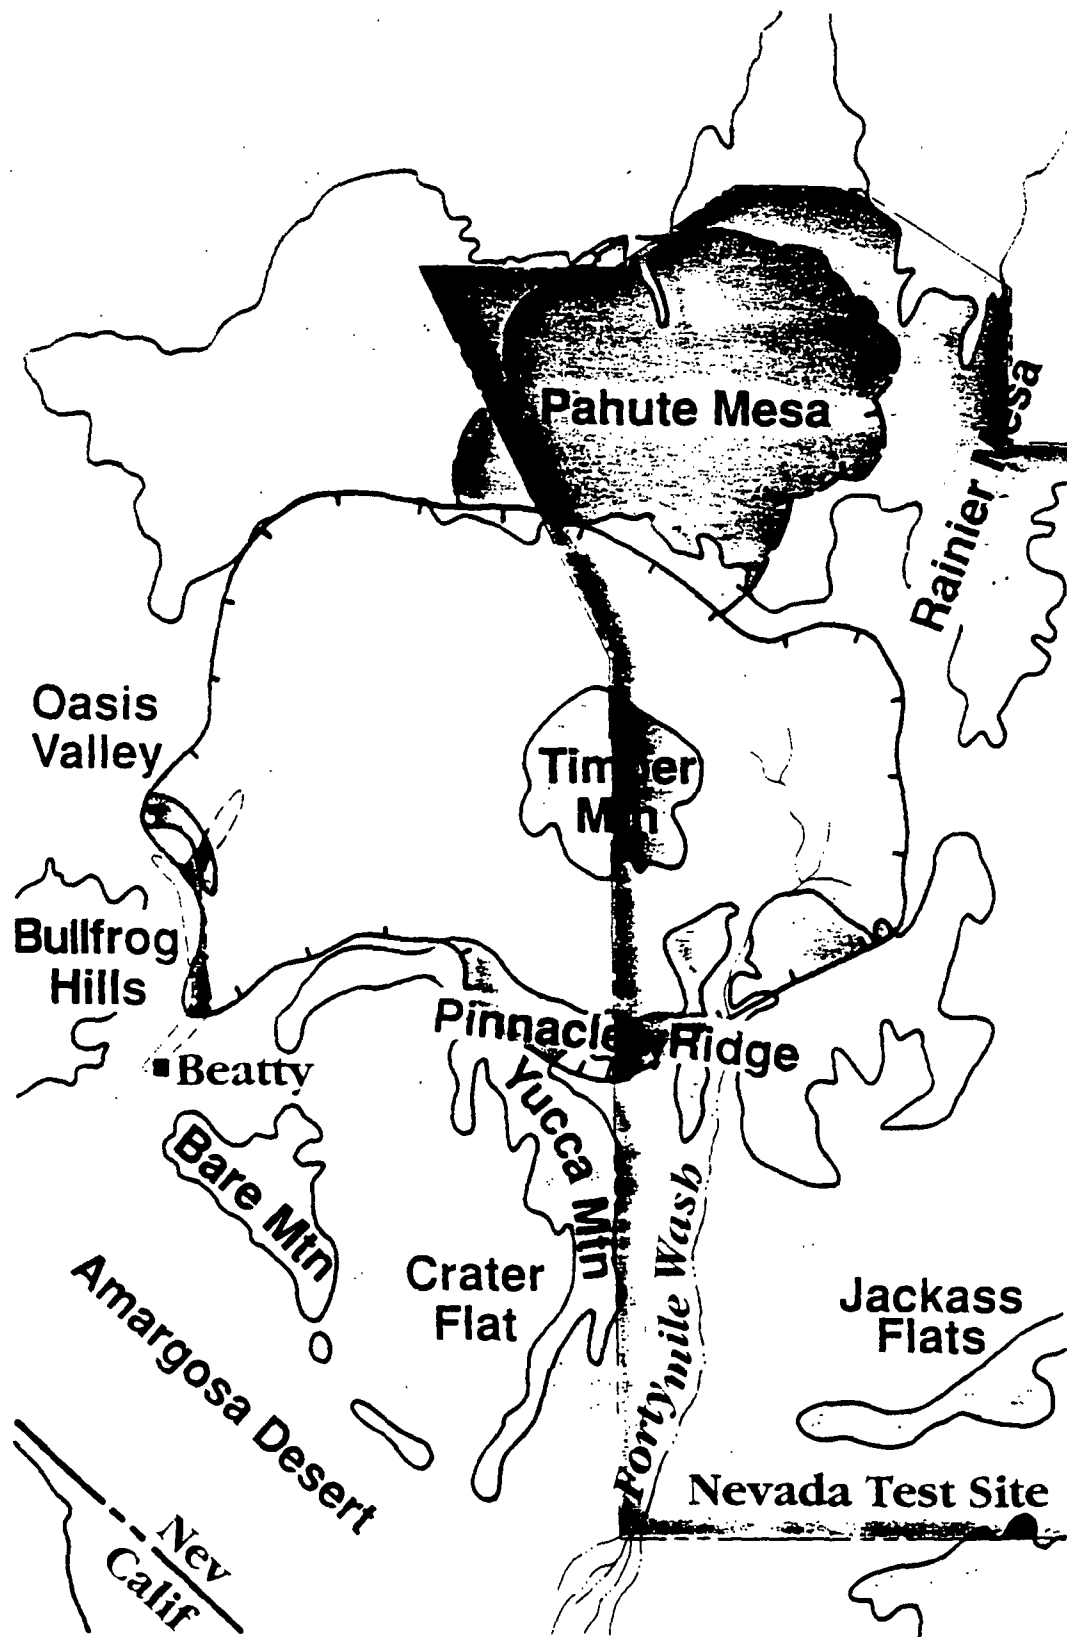 Pahute Mesa
Rainier Mesa
Oasis
Valley
Timber
Mtn
Bullfrog
Hills
Pinnacle Ridge
Beatty
Yucca Mtn
Bare Mtn
Fortymile Wash
Crater
Flat
Amargosa Desert
Jackass
Flats
Nevada Test Site
Nev
Calif